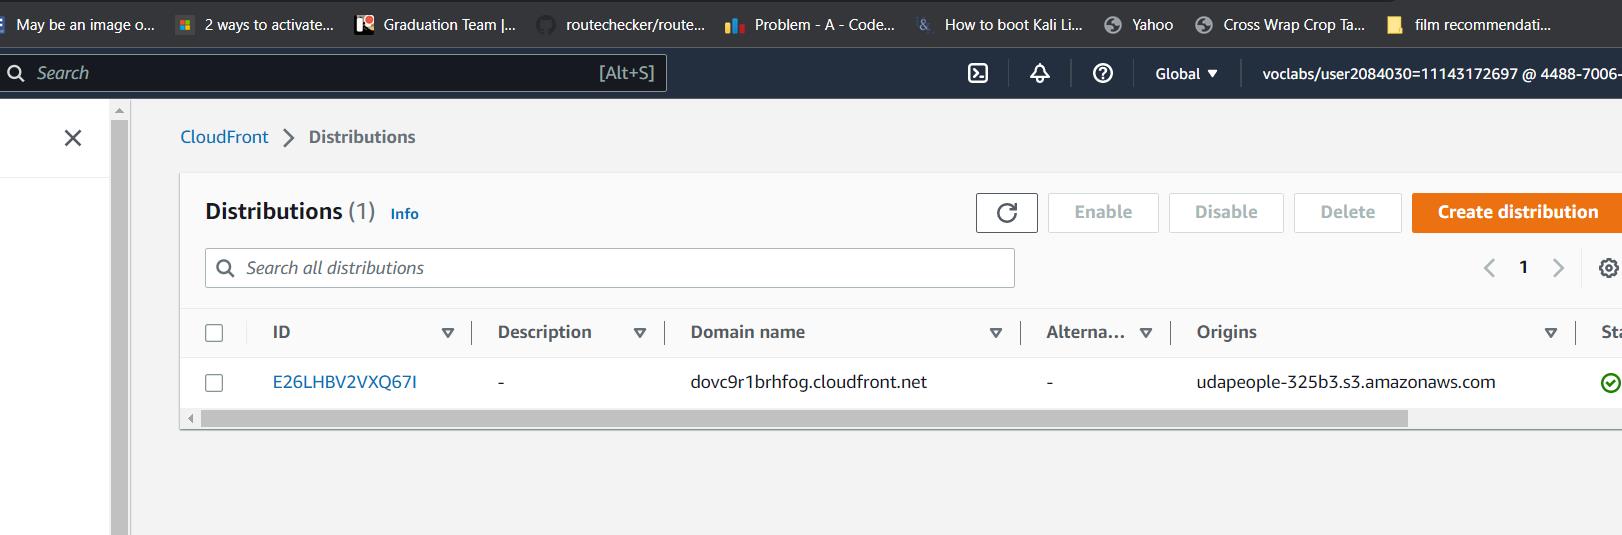 May be an image o... 2 ways to activate... Graduation Team |... routechecker/route... Problem - A - Code... How to boot Kali Li... Yahoo Cross Wrap Crop Ta... film recommendati...
Search [Alt+S] Global voclabs/user2084030=11143172697 @ 4488-7006-
CloudFront Distributions
Distributions (1) Info Enable Disable Delete Create distribution
Search all distributions 1
ID Description Domain name Alterna... Origins Sta
E26LHBV2VXQ67I - dovc9r1brhfog.cloudfront.net - udapeople-325b3.s3.amazonaws.com